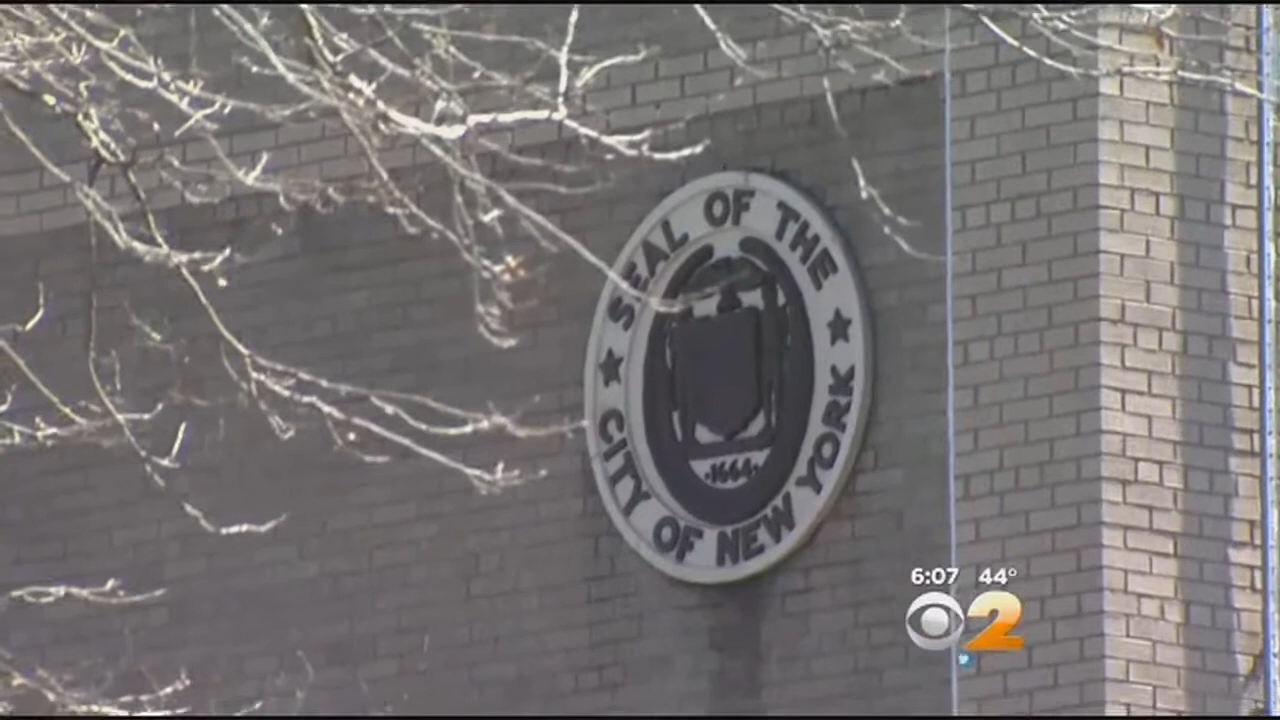 SEAL OF THE
CITY OF NEW YORK
·1664·
6:07 44°
2